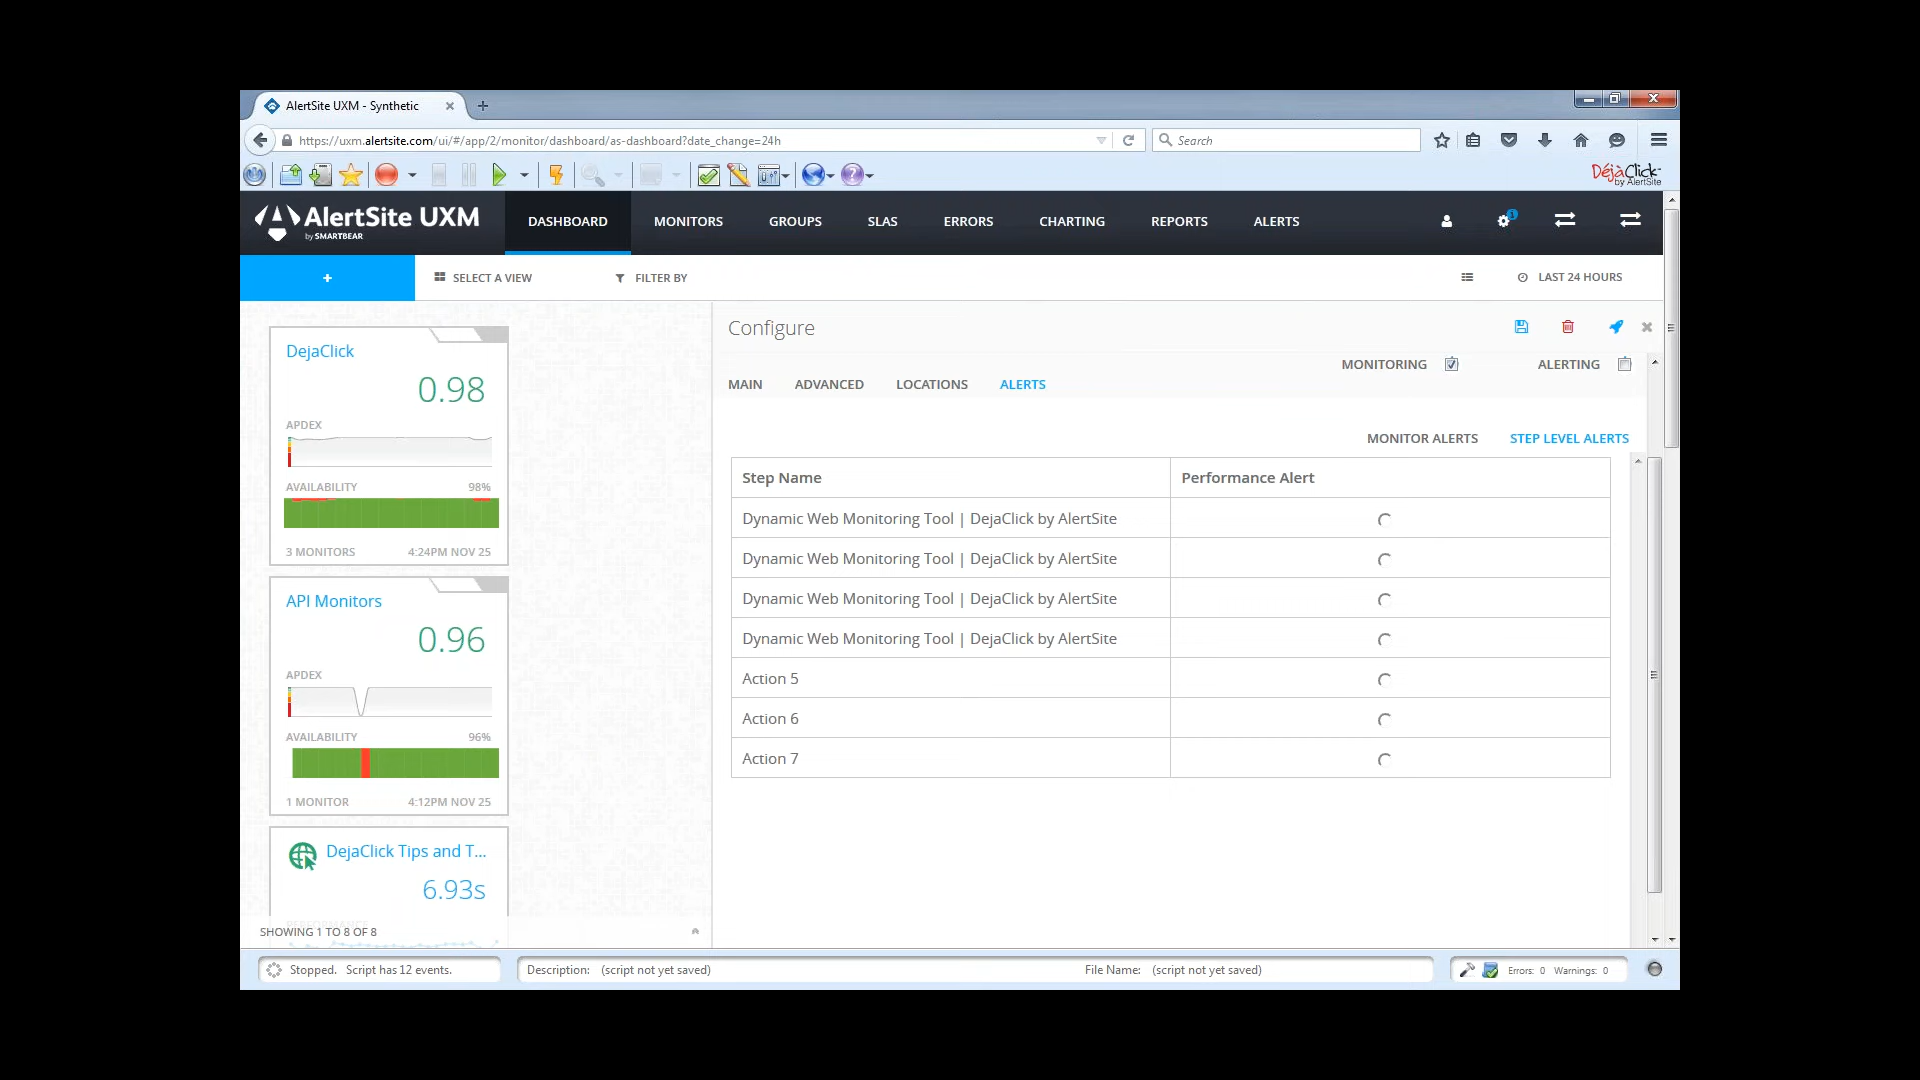 AlertSite UXM - Synthetic
https://uxm.alertsite.com/ui/#/app/2/monitor/dashboard/as-dashboard?date_change=24h
Search
DéjàClick
by AlertSite
AlertSite UXM
by SMARTBEAR
DASHBOARD
MONITORS
GROUPS
SLAS
ERRORS
CHARTING
REPORTS
ALERTS
SELECT A VIEW
FILTER BY
LAST 24 HOURS
DejaClick
0.98
APDEX
AVAILABILITY 98%
3 MONITORS 4:24PM NOV 25
API Monitors
0.96
APDEX
AVAILABILITY 96%
1 MONITOR 4:12PM NOV 25
DejaClick Tips and T...
6.93s
PERFORMANCE
SHOWING 1 TO 8 OF 8
Configure
MONITORING
ALERTING
MAIN
ADVANCED
LOCATIONS
ALERTS
MONITOR ALERTS
STEP LEVEL ALERTS
Step Name Performance Alert
Dynamic Web Monitoring Tool | DejaClick by AlertSite
Dynamic Web Monitoring Tool | DejaClick by AlertSite
Dynamic Web Monitoring Tool | DejaClick by AlertSite
Dynamic Web Monitoring Tool | DejaClick by AlertSite
Action 5
Action 6
Action 7
Stopped. Script has 12 events.
Description: (script not yet saved)
File Name: (script not yet saved)
Errors: 0 Warnings: 0